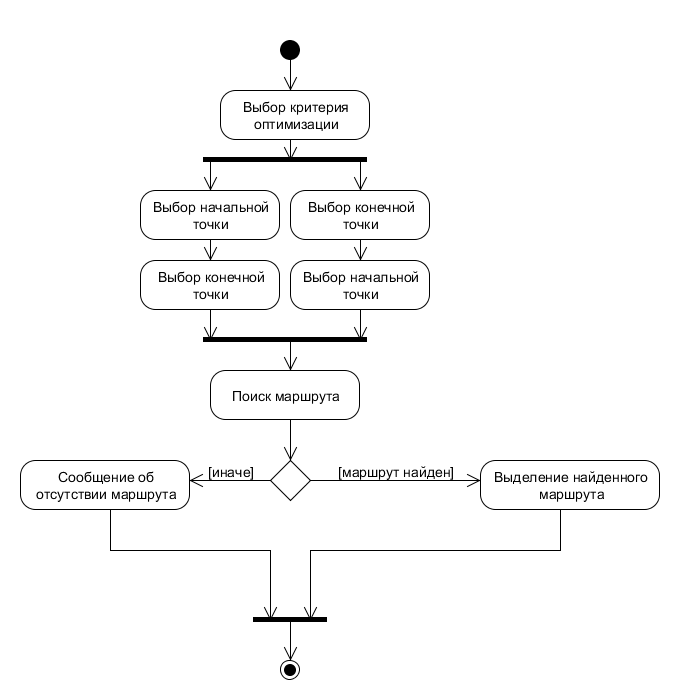 Выбор критерия
оптимизации
Выбор начальной
точки
Выбор конечной
точки
Выбор конечной
точки
Выбор начальной
точки
Поиск маршрута
[иначе]
[маршрут найден]
Сообщение об
отсутствии маршрута
Выделение найденного
маршрута